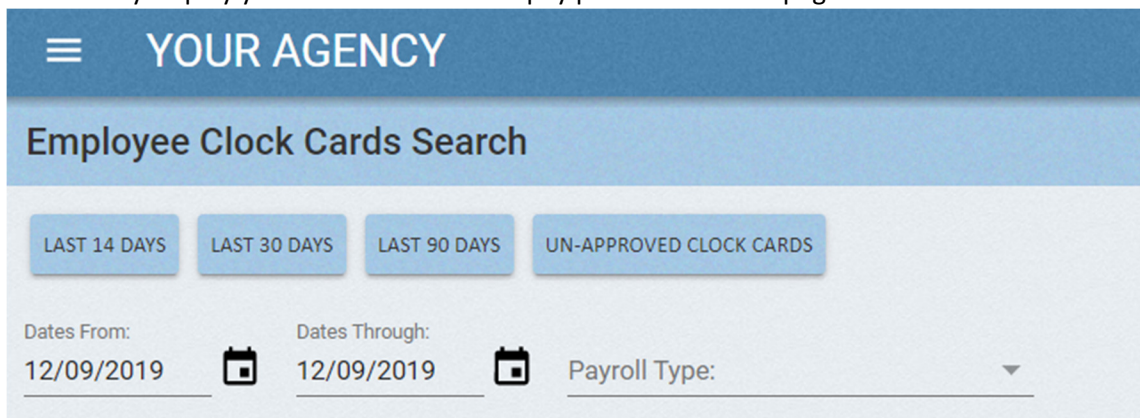 YOUR AGENCY
Employee Clock Cards Search
LAST 14 DAYS LAST 30 DAYS LAST 90 DAYS UN-APPROVED CLOCK CARDS
Dates From: Dates Through:
12/09/2019 12/09/2019 Payroll Type: